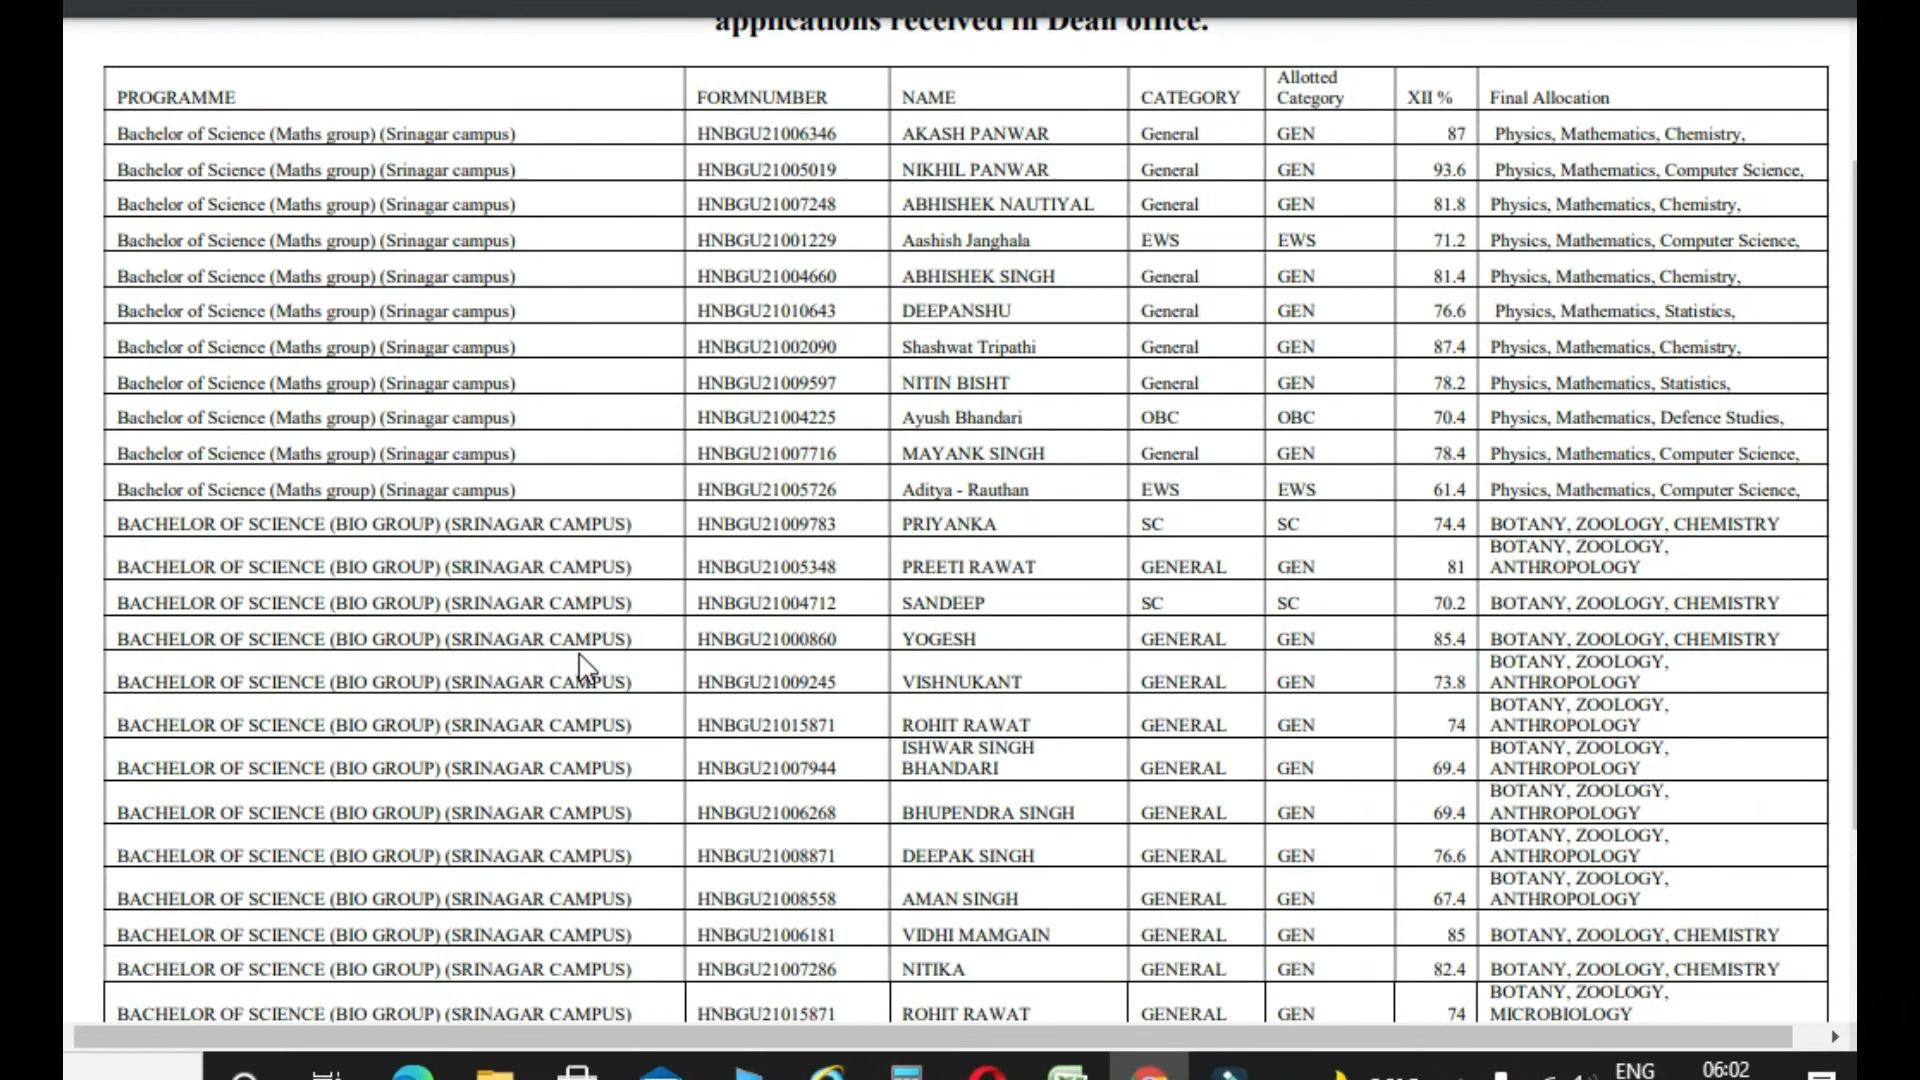 applications received in Dean office.
PROGRAMME FORMNUMBER NAME CATEGORY Allotted Category XII % Final Allocation
Bachelor of Science (Maths group) (Srinagar campus) HNBGU21006346 AKASH PANWAR General GEN 87 Physics, Mathematics, Chemistry,
Bachelor of Science (Maths group) (Srinagar campus) HNBGU21005019 NIKHIL PANWAR General GEN 93.6 Physics, Mathematics, Computer Science,
Bachelor of Science (Maths group) (Srinagar campus) HNBGU21007248 ABHISHEK NAUTIYAL General GEN 81.8 Physics, Mathematics, Chemistry,
Bachelor of Science (Maths group) (Srinagar campus) HNBGU21001229 Aashish Janghala EWS EWS 71.2 Physics, Mathematics, Computer Science,
Bachelor of Science (Maths group) (Srinagar campus) HNBGU21004660 ABHISHEK SINGH General GEN 81.4 Physics, Mathematics, Chemistry,
Bachelor of Science (Maths group) (Srinagar campus) HNBGU21010643 DEEPANSHU General GEN 76.6 Physics, Mathematics, Statistics,
Bachelor of Science (Maths group) (Srinagar campus) HNBGU21002090 Shashwat Tripathi General GEN 87.4 Physics, Mathematics, Chemistry,
Bachelor of Science (Maths group) (Srinagar campus) HNBGU21009597 NITIN BISHT General GEN 78.2 Physics, Mathematics, Statistics,
Bachelor of Science (Maths group) (Srinagar campus) HNBGU21004225 Ayush Bhandari OBC OBC 70.4 Physics, Mathematics, Defence Studies,
Bachelor of Science (Maths group) (Srinagar campus) HNBGU21007716 MAYANK SINGH General GEN 78.4 Physics, Mathematics, Computer Science,
Bachelor of Science (Maths group) (Srinagar campus) HNBGU21005726 Aditya - Rauthan EWS EWS 61.4 Physics, Mathematics, Computer Science,
BACHELOR OF SCIENCE (BIO GROUP) (SRINAGAR CAMPUS) HNBGU21009783 PRIYANKA SC SC 74.4 BOTANY, ZOOLOGY, CHEMISTRY
BACHELOR OF SCIENCE (BIO GROUP) (SRINAGAR CAMPUS) HNBGU21005348 PREETI RAWAT GENERAL GEN 81 BOTANY, ZOOLOGY, ANTHROPOLOGY
BACHELOR OF SCIENCE (BIO GROUP) (SRINAGAR CAMPUS) HNBGU21004712 SANDEEP SC SC 70.2 BOTANY, ZOOLOGY, CHEMISTRY
BACHELOR OF SCIENCE (BIO GROUP) (SRINAGAR CAMPUS) HNBGU21000860 YOGESH GENERAL GEN 85.4 BOTANY, ZOOLOGY, CHEMISTRY
BACHELOR OF SCIENCE (BIO GROUP) (SRINAGAR CAMPUS) HNBGU21009245 VISHNUKANT GENERAL GEN 73.8 BOTANY, ZOOLOGY, ANTHROPOLOGY
BACHELOR OF SCIENCE (BIO GROUP) (SRINAGAR CAMPUS) HNBGU21015871 ROHIT RAWAT GENERAL GEN 74 BOTANY, ZOOLOGY, ANTHROPOLOGY
BACHELOR OF SCIENCE (BIO GROUP) (SRINAGAR CAMPUS) HNBGU21007944 ISHWAR SINGH BHANDARI GENERAL GEN 69.4 BOTANY, ZOOLOGY, ANTHROPOLOGY
BACHELOR OF SCIENCE (BIO GROUP) (SRINAGAR CAMPUS) HNBGU21006268 BHUPENDRA SINGH GENERAL GEN 69.4 BOTANY, ZOOLOGY, ANTHROPOLOGY
BACHELOR OF SCIENCE (BIO GROUP) (SRINAGAR CAMPUS) HNBGU21008871 DEEPAK SINGH GENERAL GEN 76.6 BOTANY, ZOOLOGY, ANTHROPOLOGY
BACHELOR OF SCIENCE (BIO GROUP) (SRINAGAR CAMPUS) HNBGU21008558 AMAN SINGH GENERAL GEN 67.4 BOTANY, ZOOLOGY, ANTHROPOLOGY
BACHELOR OF SCIENCE (BIO GROUP) (SRINAGAR CAMPUS) HNBGU21006181 VIDHI MAMGAIN GENERAL GEN 85 BOTANY, ZOOLOGY, CHEMISTRY
BACHELOR OF SCIENCE (BIO GROUP) (SRINAGAR CAMPUS) HNBGU21007286 NITIKA GENERAL GEN 82.4 BOTANY, ZOOLOGY, CHEMISTRY
BACHELOR OF SCIENCE (BIO GROUP) (SRINAGAR CAMPUS) HNBGU21015871 ROHIT RAWAT GENERAL GEN 74 BOTANY, ZOOLOGY, MICROBIOLOGY
ENG 06:02